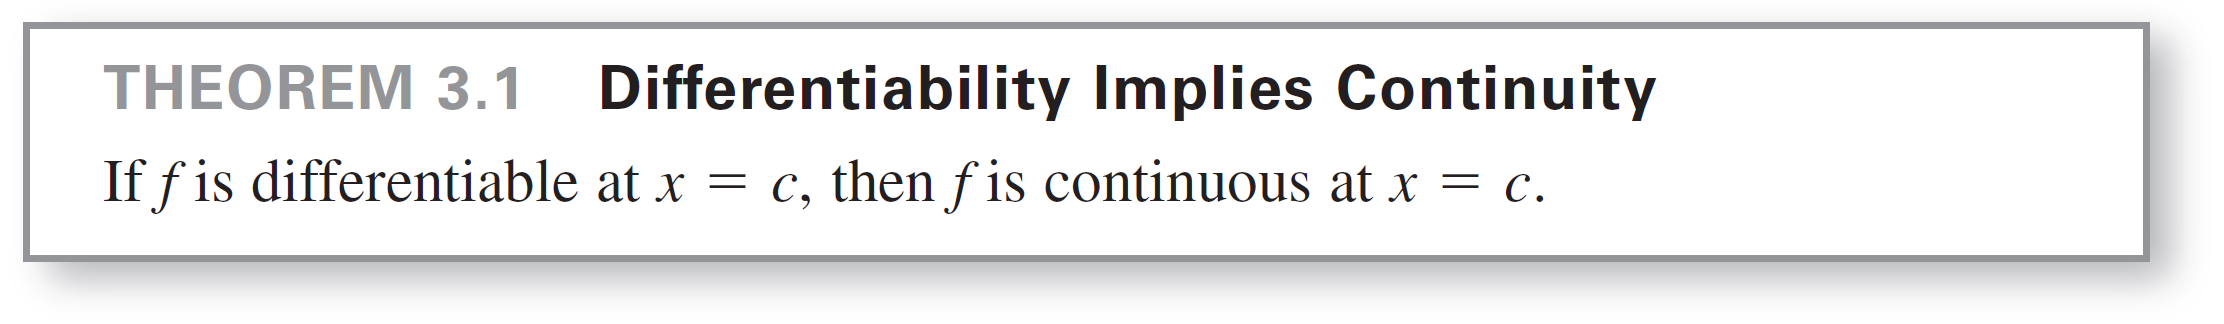 THEOREM 3.1 Differentiability Implies Continuity
If f is differentiable at x = c, then f is continuous at x = c.